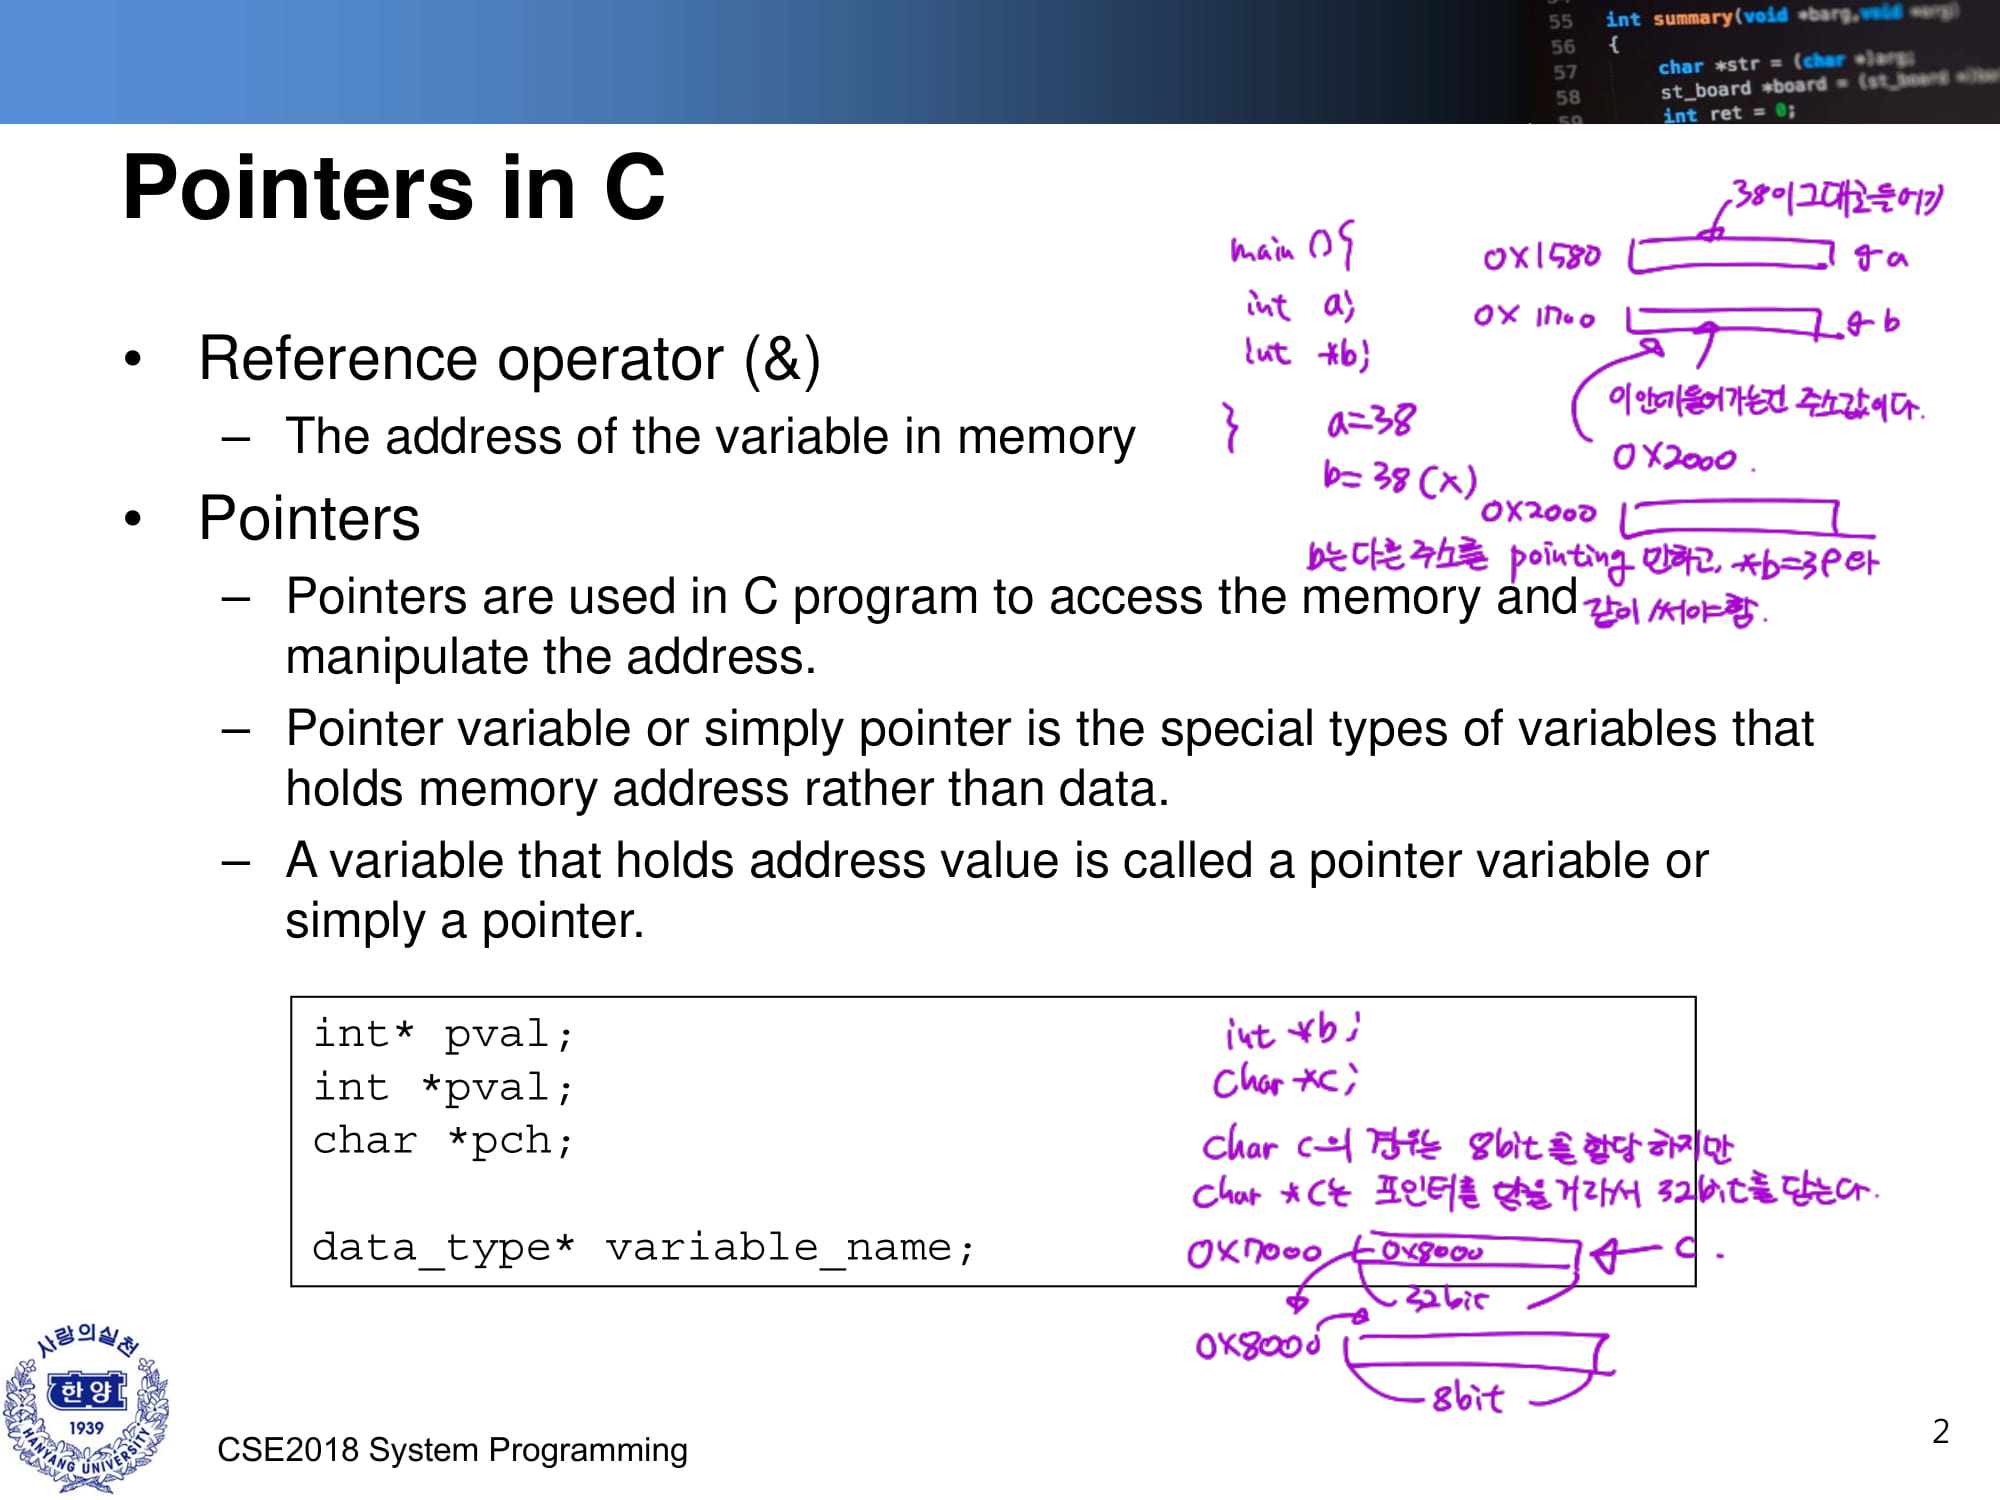 55 int summary(void *barg,void *arg)
56 {
57 char *str = (char *)arg;
58 st_board *board = (st_board *)
59 int ret = 0;
Pointers in C
• Reference operator (&)
– The address of the variable in memory
• Pointers
– Pointers are used in C program to access the memory and
manipulate the address.
– Pointer variable or simply pointer is the special types of variables that
holds memory address rather than data.
– A variable that holds address value is called a pointer variable or
simply a pointer.
main (){
int a;
int *b;
}
a=38
b=38(x)
38이 그대로 들어가
0x1580 a
0x1700 b
이 안에 들어가는건 주소값이다.
0x2000.
0x2000
b는 다른 주소를 pointing 만하고, *b=38
같이 써야함.
int* pval;
int *pval;
char *pch;
data_type* variable_name;
int *b;
char *c;
char c의 경우는 8bit를 할당하지만
char *c는 포인터를 담을거라서 32bit를 담는다.
0x7000 0x8000 c.
32bit
0x8000
8bit
사랑의실천
한양
1939
HANYANG UNIVERSITY
CSE2018 System Programming
2